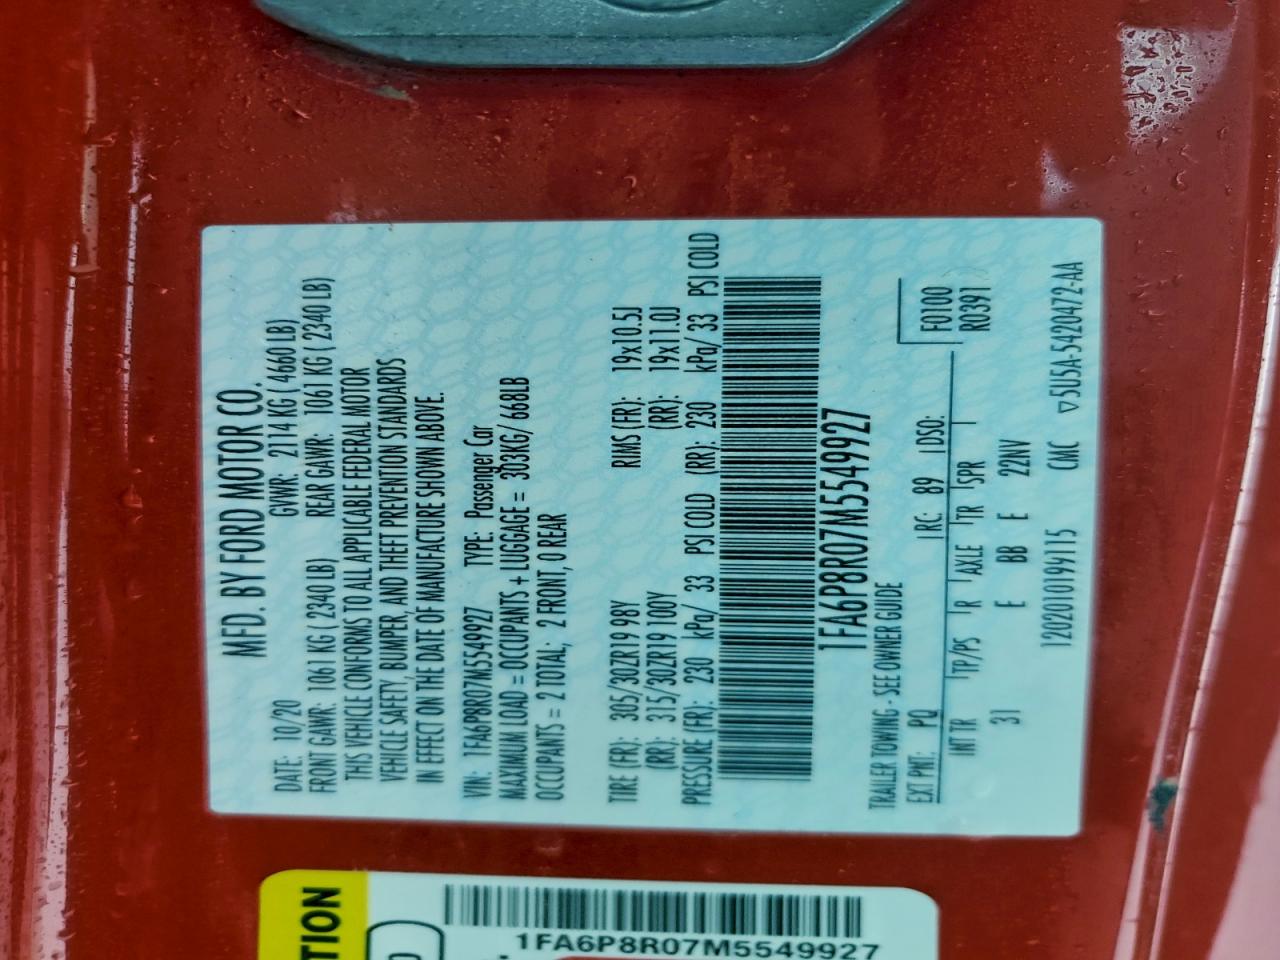 MFD. BY FORD MOTOR CO.
DATE: 10/20 GVWR: 2114 KG ( 4660 LB)
FRONT GAWR: 1061 KG ( 2340 LB) REAR GAWR: 1061 KG ( 2340 LB)
THIS VEHICLE CONFORMS TO ALL APPLICABLE FEDERAL MOTOR
VEHICLE SAFETY, BUMPER, AND THEFT PREVENTION STANDARDS
IN EFFECT ON THE DATE OF MANUFACTURE SHOWN ABOVE.
VIN: 1FA6P8R07M5549927 TYPE: Passenger Car
MAXIMUM LOAD = OCCUPANTS + LUGGAGE = 303KG/ 668LB
OCCUPANTS = 2 TOTAL; 2 FRONT, 0 REAR
TIRE (FR): 305/30ZR19 98Y RIMS (FR): 19x10.5J
(RR): 315/30ZR19 100Y (RR): 19x11.0J
PRESSURE (FR): 230 kPa/ 33 PSI COLD (RR): 230 kPa/ 33 PSI COLD
1FA6P8R07M5549927
TRAILER TOWING - SEE OWNER GUIDE
EXT PNT: PQ RC: 89 DSO: F0100
R0391
INT TR TP/PS R AXLE TR SPR
31 E BB E 22NV
12020101991 15 CMC ▽5U5A-5420472-AA
TION
1FA6P8R07M5549927